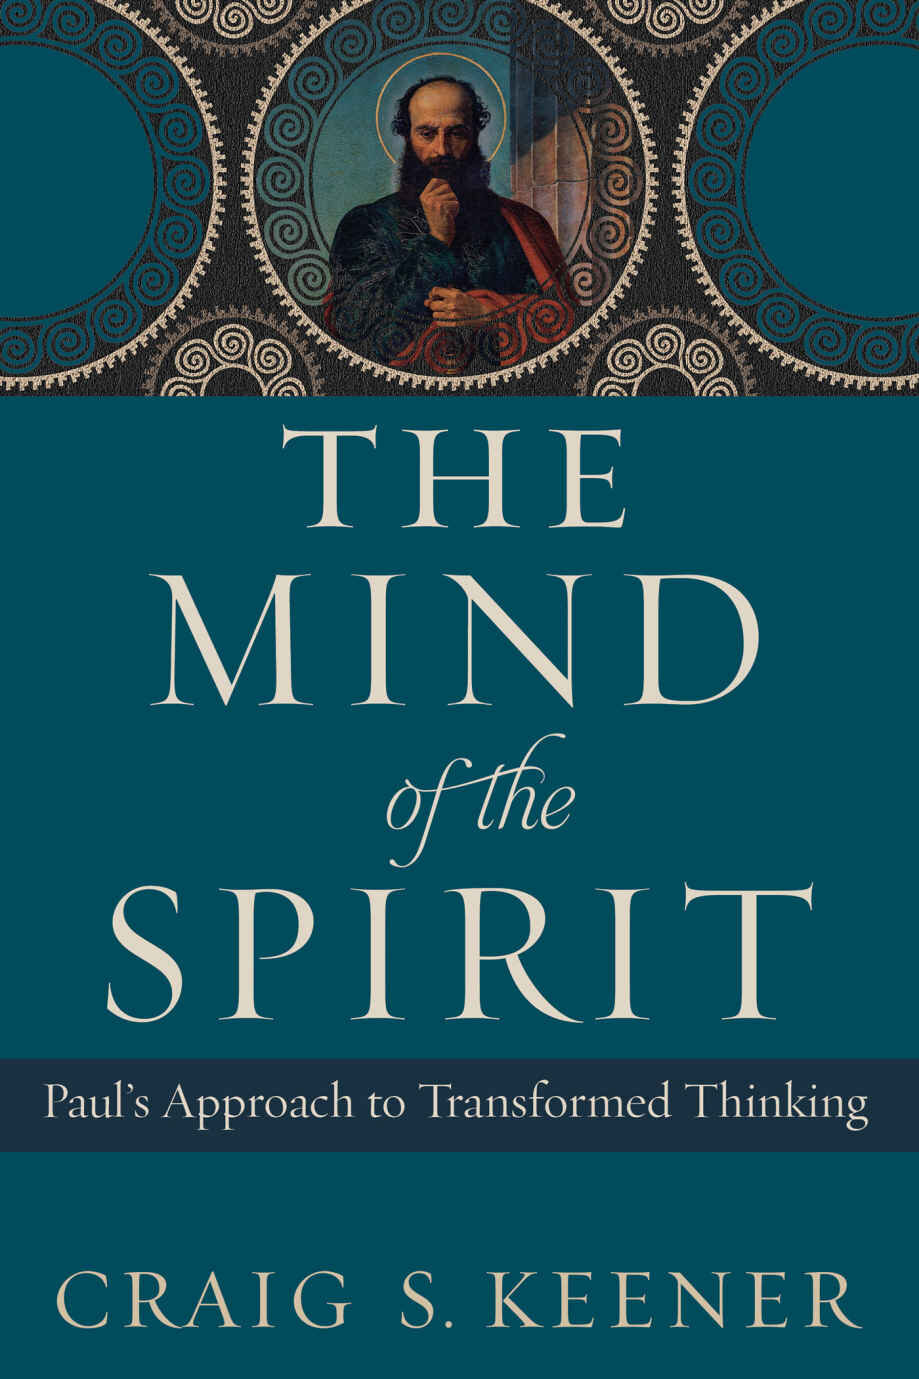 THE
MIND
of the
SPIRIT
Paul’s Approach to Transformed Thinking
CRAIG S. KEENER